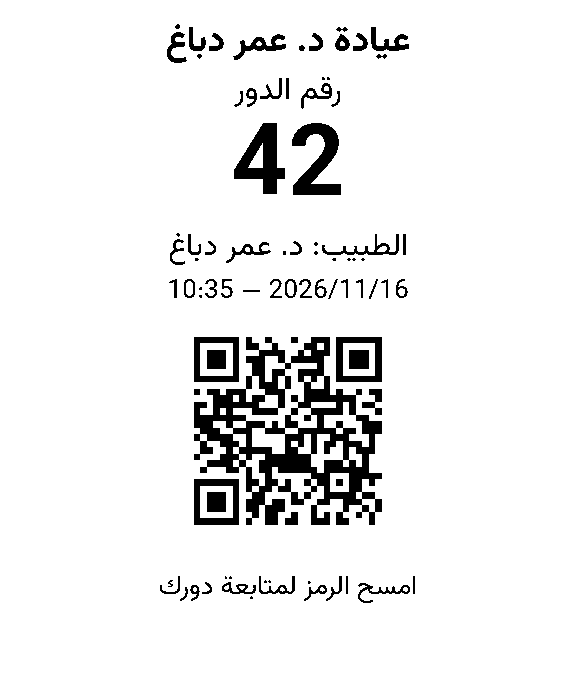 عيادة د. عمر دباغ
رقم الدور
42
الطبيب: د. عمر دباغ
2026/11/16 – 10:35
امسح الرمز لمتابعة دورك